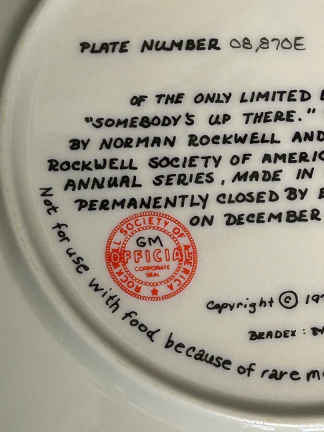 PLATE NUMBER 08,870E
OF THE ONLY LIMITED
"SOMEBODY'S UP THERE."
BY NORMAN ROCKWELL AND
ROCKWELL SOCIETY OF AMERIC
ANNUAL SERIES, MADE IN
PERMANENTLY CLOSED BY
ON DECEMBER
ROCKWELL SOCIETY OF AMERICA
GM
OFFICIAL
CORPORATE
SEAL
Copyright © 19
BRADEX:
Not for use with food because of rare m